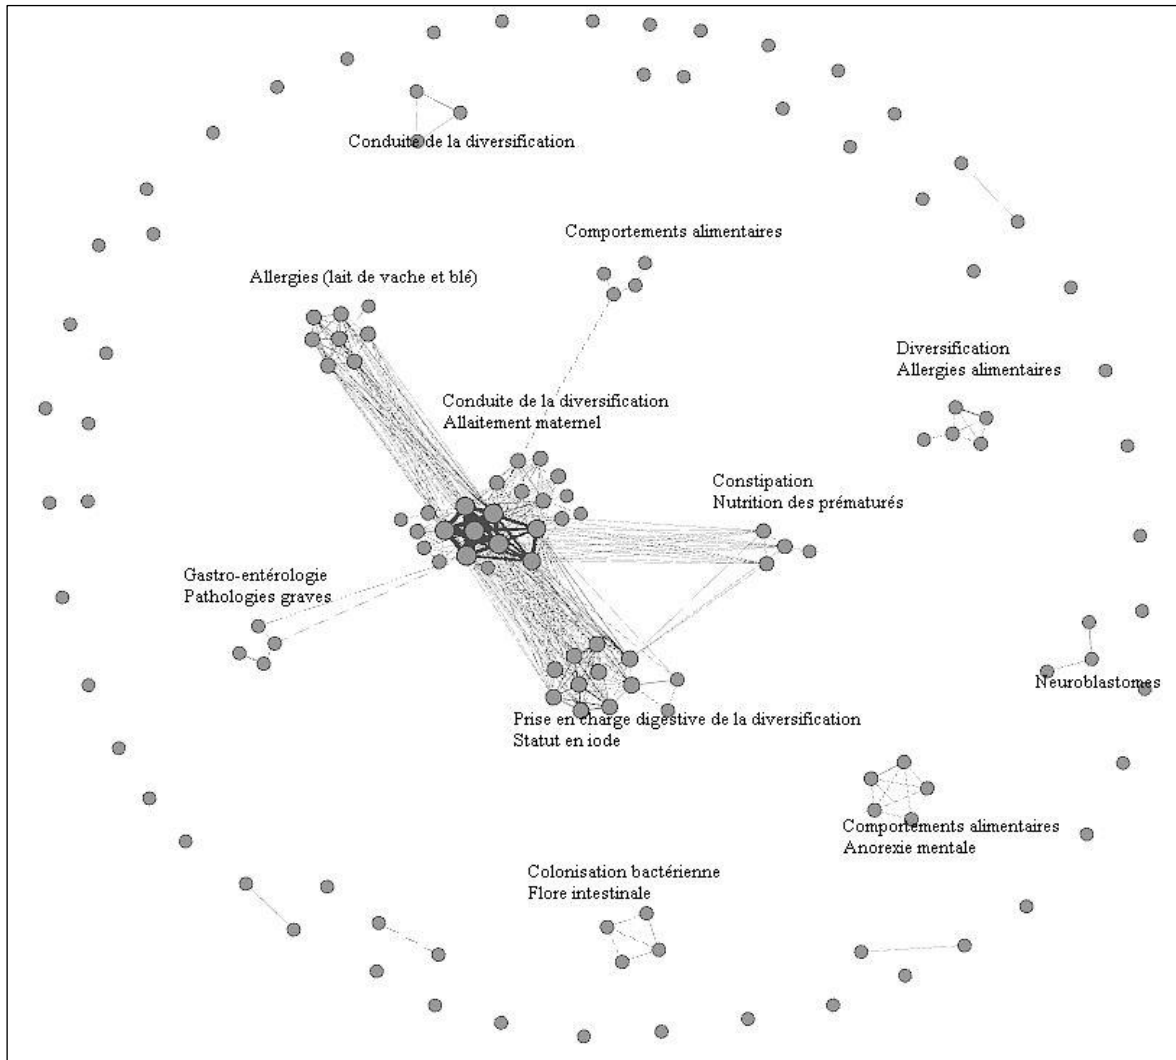 Conduite de la diversification
Comportements alimentaires
Allergies (lait de vache et blé)
Diversification
Allergies alimentaires
Conduite de la diversification
Allaitement maternel
Constipation
Nutrition des prématurés
Gastro-entérologie
Pathologies graves
Neuroblastomes
Prise en charge digestive de la diversification
Statut en iode
Comportements alimentaires
Anorexie mentale
Colonisation bactérienne
Flore intestinale